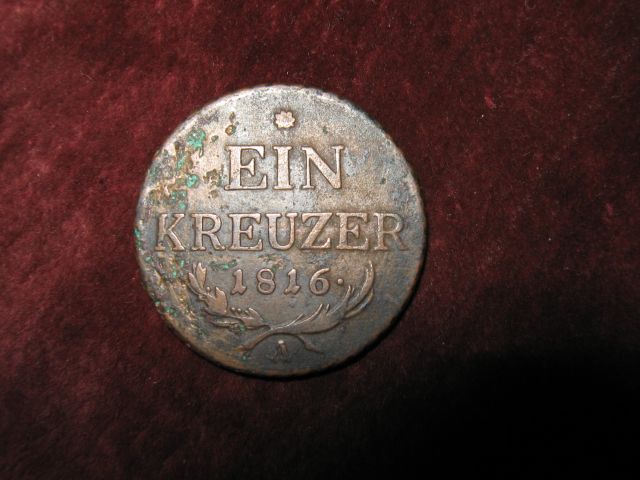 EIN
KREUZER
·1816·
A